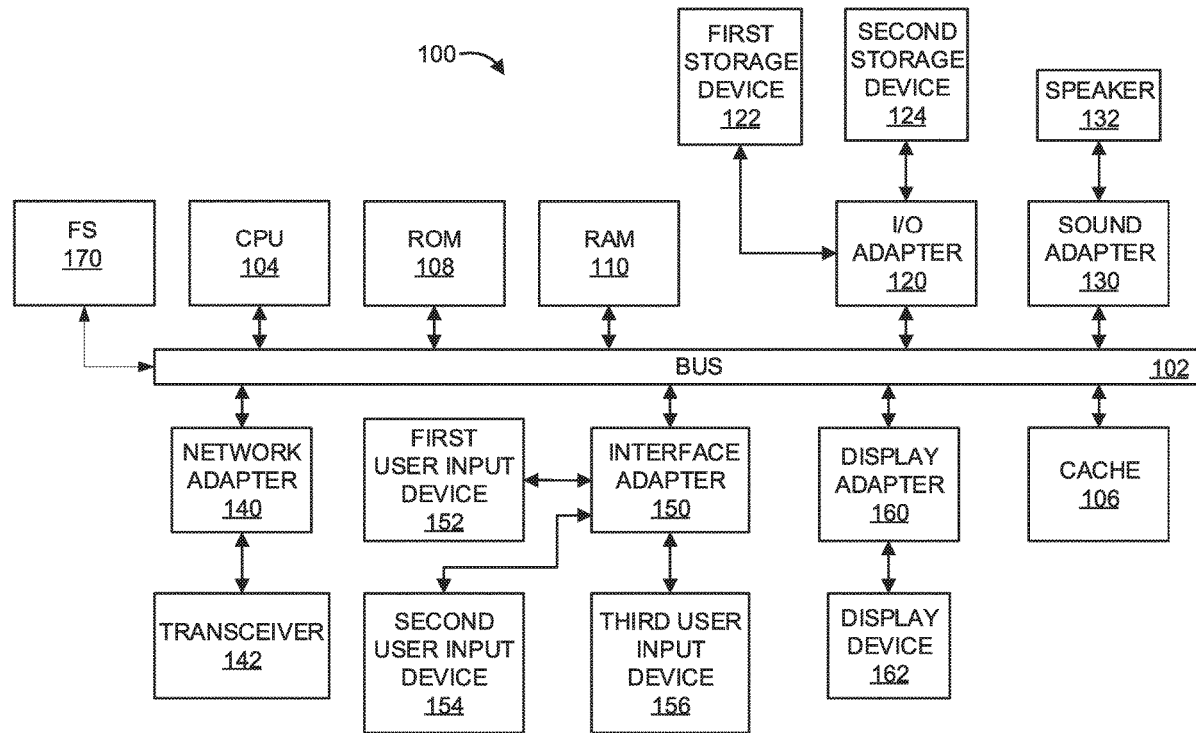 100
FIRST
STORAGE
DEVICE
122
SECOND
STORAGE
DEVICE
124
SPEAKER
132
FS
170
CPU
104
ROM
108
RAM
110
I/O
ADAPTER
120
SOUND
ADAPTER
130
BUS
102
NETWORK
ADAPTER
140
FIRST
USER INPUT
DEVICE
152
INTERFACE
ADAPTER
150
DISPLAY
ADAPTER
160
CACHE
106
TRANSCEIVER
142
SECOND
USER INPUT
DEVICE
154
THIRD USER
INPUT
DEVICE
156
DISPLAY
DEVICE
162